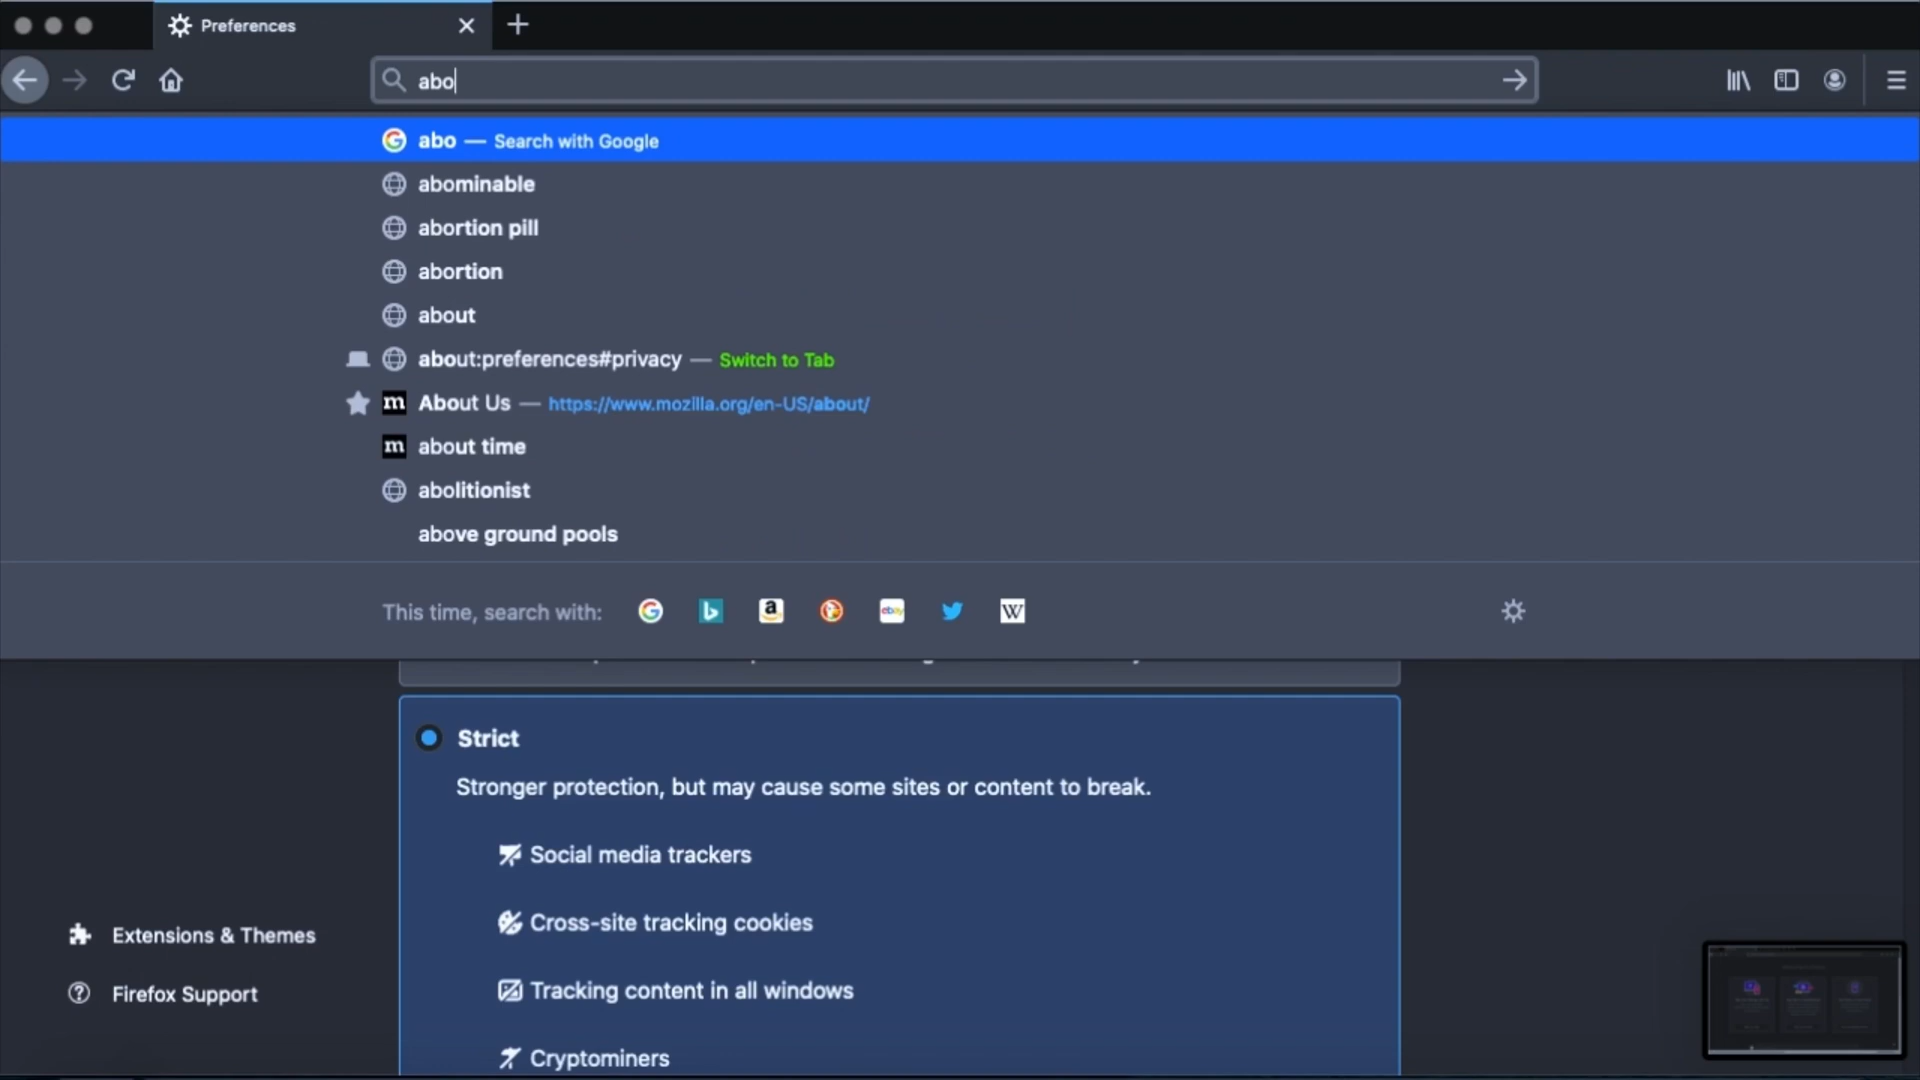 Preferences
abo
abo — Search with Google
abominable
abortion pill
abortion
about
about:preferences#privacy — Switch to Tab
About Us — https://www.mozilla.org/en-US/about/
about time
abolitionist
above ground pools
This time, search with:
Strict
Stronger protection, but may cause some sites or content to break.
Social media trackers
Cross-site tracking cookies
Tracking content in all windows
Cryptominers
Extensions & Themes
Firefox Support